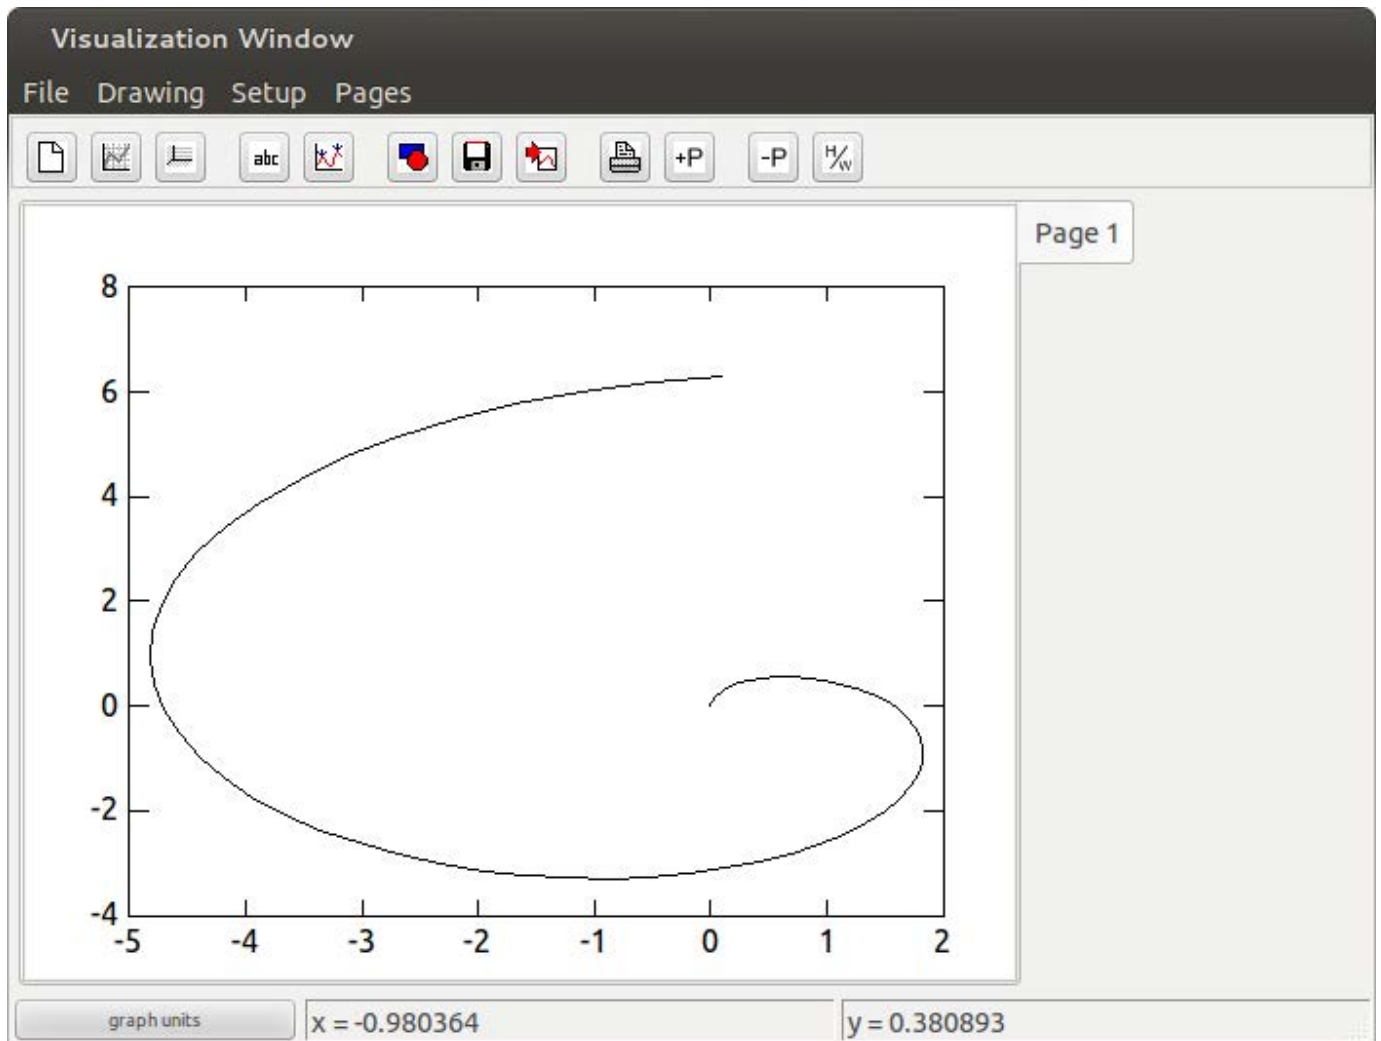 Visualization Window
File Drawing Setup Pages
abc +P -P H/W
Page 1
8
6
4
2
0
-2
-4
-5 -4 -3 -2 -1 0 1 2
graph units x = -0.980364 y = 0.380893